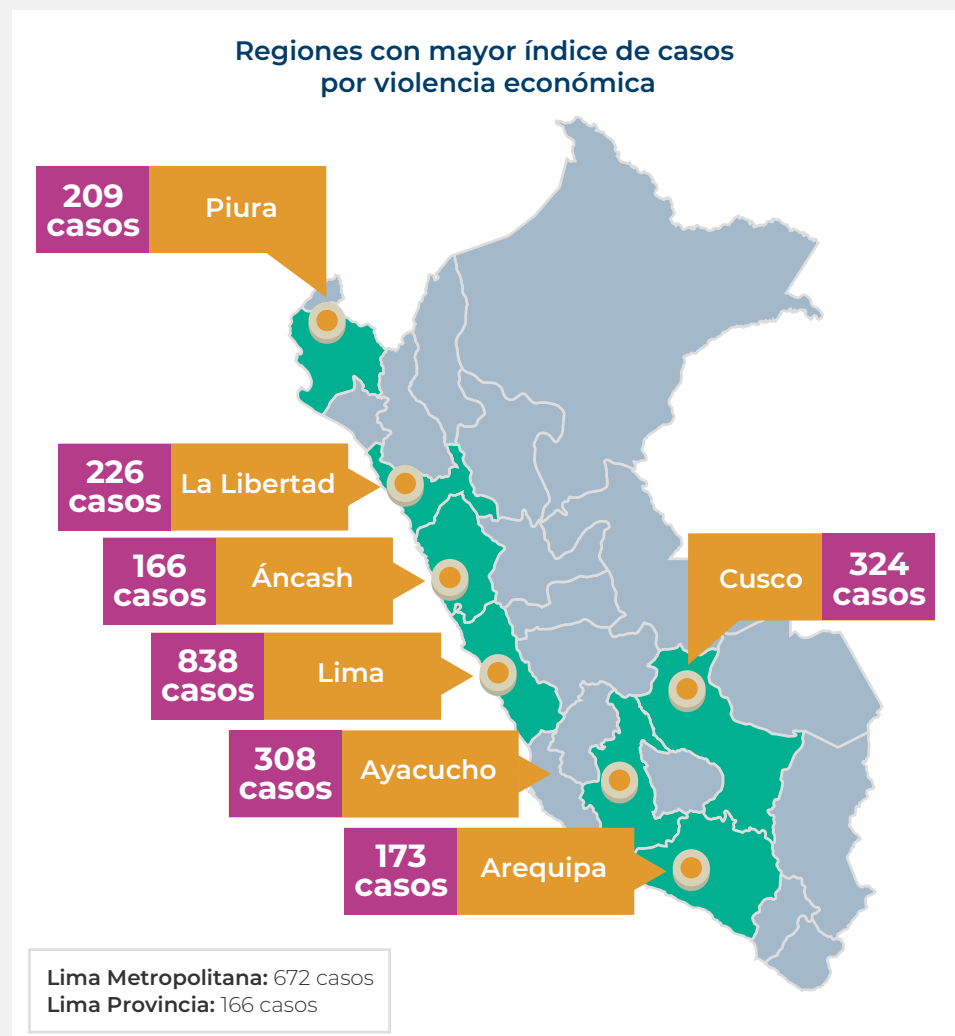 Regiones con mayor índice de casos
por violencia económica
209
casos
Piura
226
casos
La Libertad
166
casos
Áncash
Cusco
324
casos
838
casos
Lima
308
casos
Ayacucho
173
casos
Arequipa
Lima Metropolitana: 672 casos
Lima Provincia: 166 casos